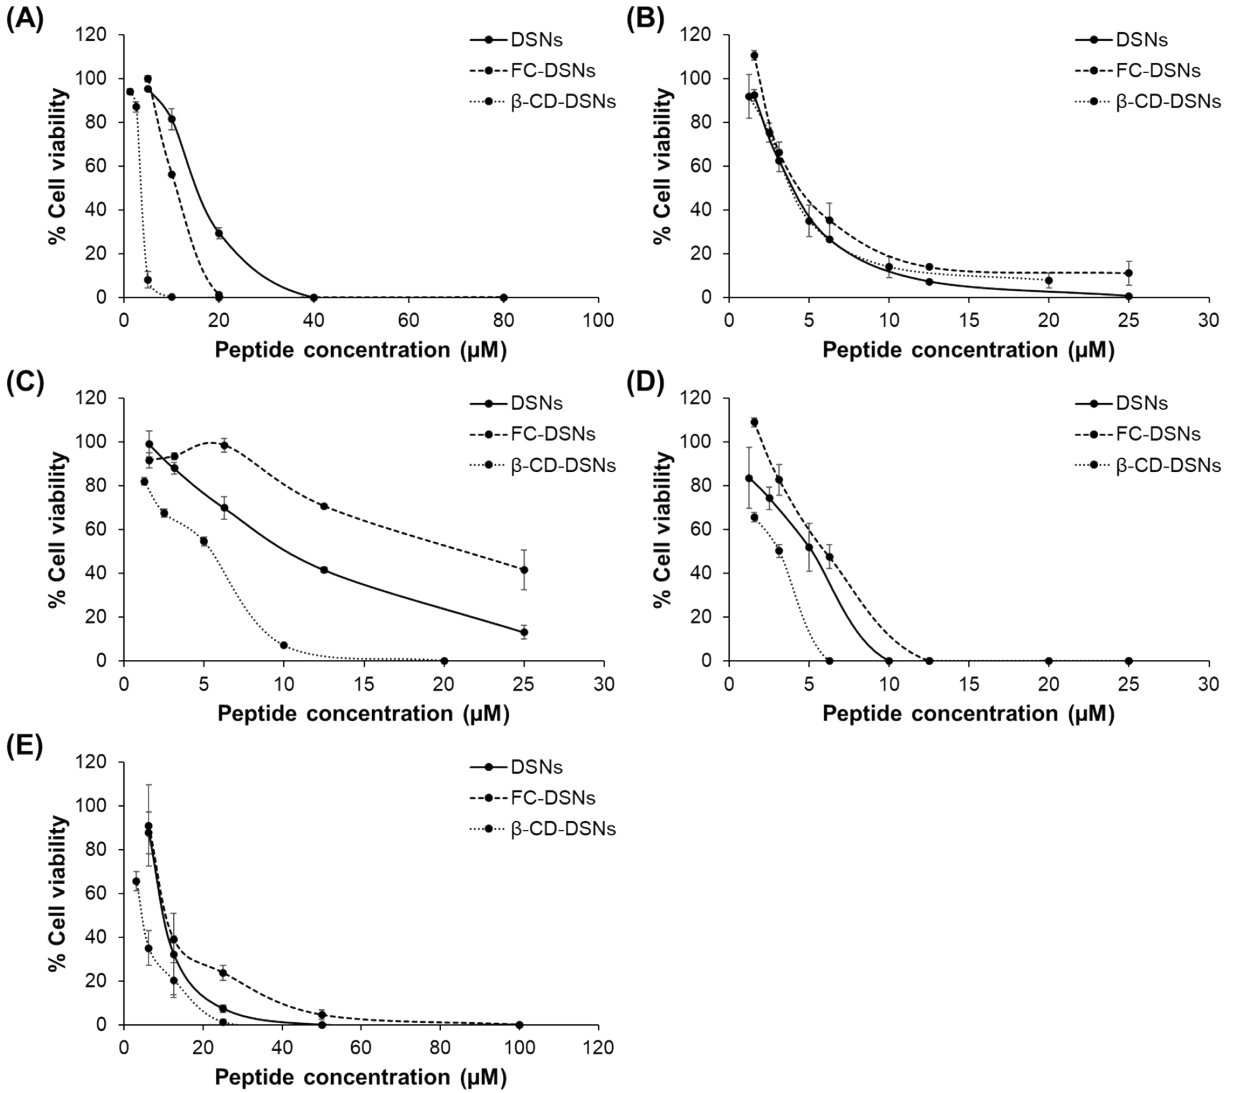 (A)
120
100
80
60
40
20
0
% Cell viability
DSNs
FC-DSNs
β-CD-DSNs
0 20 40 60 80 100
Peptide concentration (µM)
(B)
120
100
80
60
40
20
0
% Cell viability
DSNs
FC-DSNs
β-CD-DSNs
0 5 10 15 20 25 30
Peptide concentration (µM)
(C)
120
100
80
60
40
20
0
% Cell viability
DSNs
FC-DSNs
β-CD-DSNs
0 5 10 15 20 25 30
Peptide concentration (µM)
(D)
120
100
80
60
40
20
0
% Cell viability
DSNs
FC-DSNs
β-CD-DSNs
0 5 10 15 20 25 30
Peptide concentration (µM)
(E)
120
100
80
60
40
20
0
% Cell viability
DSNs
FC-DSNs
β-CD-DSNs
0 20 40 60 80 100 120
Peptide concentration (µM)